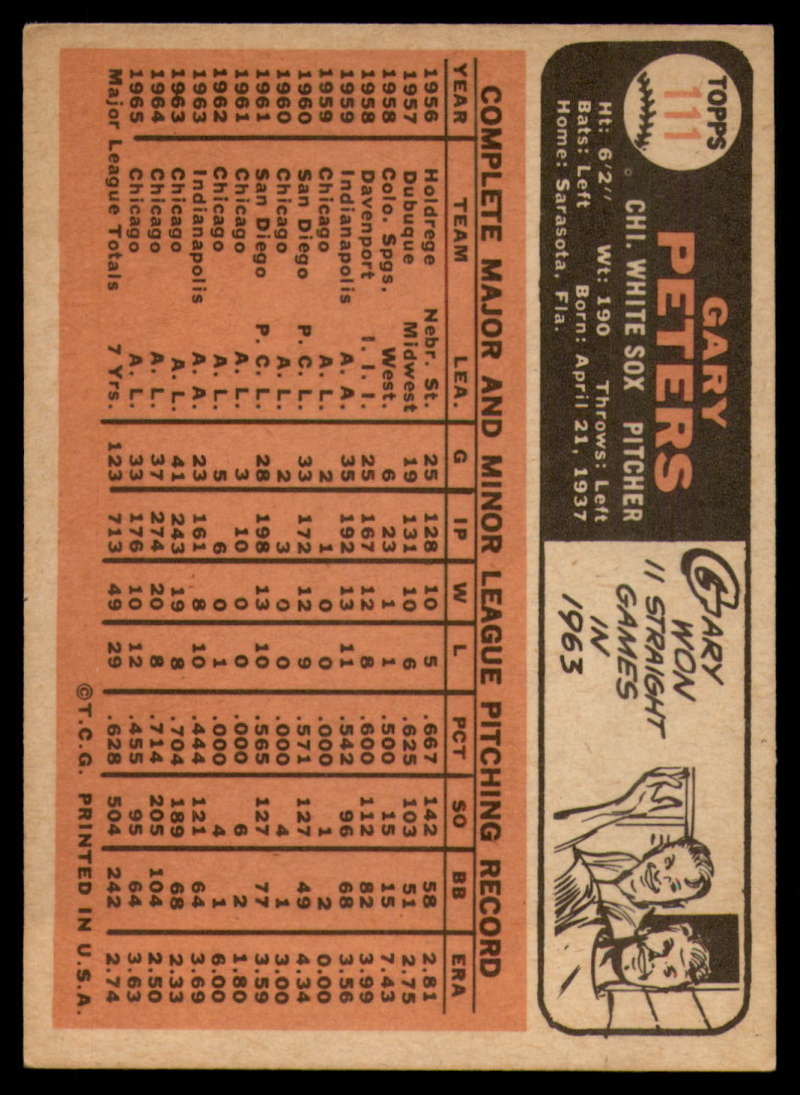 TOPPS
111
GARY
PETERS
CHI. WHITE SOX PITCHER
Ht: 6'2" Wt: 190 Throws: Left
Bats: Left Born: April 21, 1937
Home: Sarasota, Fla.
GARY
WON
11 STRAIGHT
GAMES
IN
1963
COMPLETE MAJOR AND MINOR LEAGUE PITCHING RECORD
YEAR TEAM LEA. G IP W L PCT SO BB ERA
1956 Holdrege Nebr. St. 25 128 10 5 .667 142 58 2.81
1957 Dubuque Midwest 19 131 10 6 .625 103 51 2.75
1958 Colo. Spgs. West. 6 23 1 1 .500 15 15 7.43
1958 Davenport I. I. I. 25 167 12 8 .600 112 82 3.99
1959 Indianapolis A. A. 35 192 13 11 .542 96 68 3.56
1959 Chicago A. L. 2 1 0 0 .000 1 2 0.00
1960 San Diego P. C. L. 33 172 12 9 .571 127 49 4.34
1960 Chicago A. L. 2 3 0 0 .000 4 1 3.00
1961 San Diego P. C. L. 28 198 13 10 .565 127 77 3.59
1961 Chicago A. L. 3 10 0 0 .000 6 2 1.80
1962 Chicago A. L. 5 6 0 1 .000 4 1 6.00
1963 Indianapolis A. A. 23 161 8 10 .444 121 64 3.69
1963 Chicago A. L. 41 243 19 8 .704 189 68 2.33
1964 Chicago A. L. 37 274 20 8 .714 205 104 2.50
1965 Chicago A. L. 33 176 10 12 .455 95 64 3.63
Major League Totals 7 Yrs. 123 713 49 29 .628 504 242 2.74
©T.C.G. PRINTED IN U.S.A.